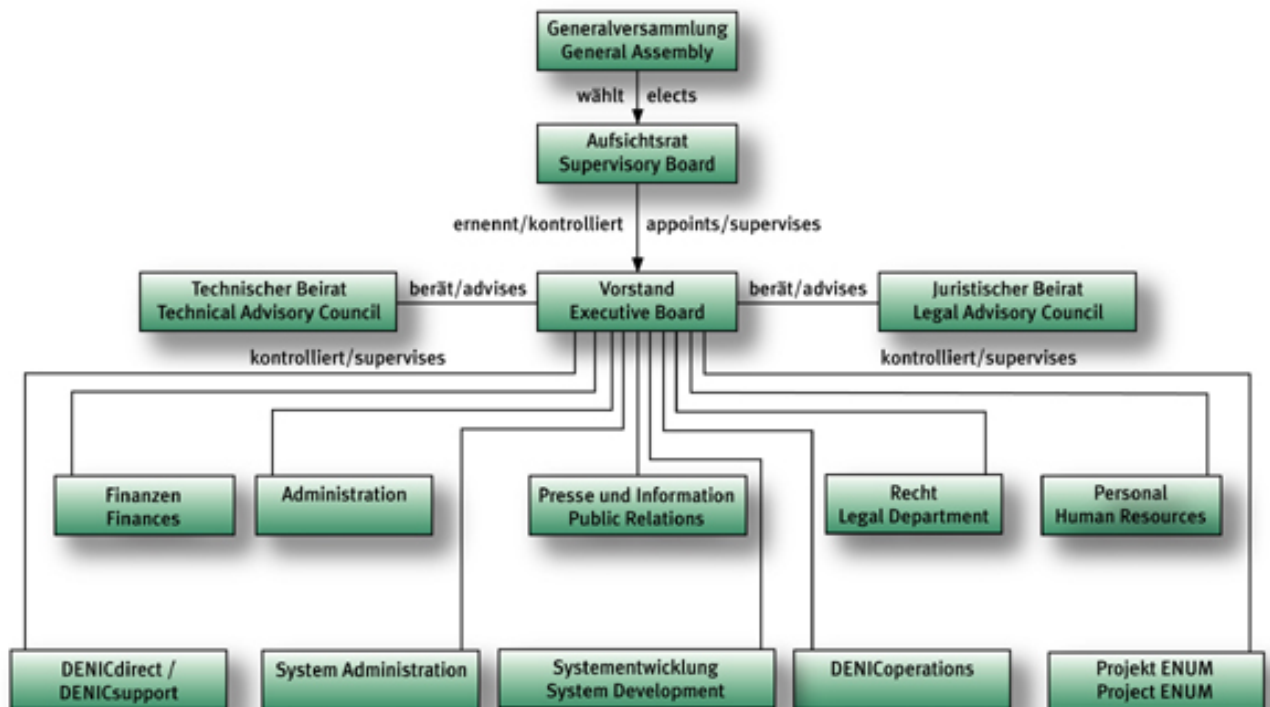 Generalversammlung
General Assembly
wählt elects
Aufsichtsrat
Supervisory Board
ernennt/kontrolliert appoints/supervises
Technischer Beirat
Technical Advisory Council
berät/advises
Vorstand
Executive Board
berät/advises
Juristischer Beirat
Legal Advisory Council
kontrolliert/supervises
kontrolliert/supervises
Finanzen
Finances
Administration
Presse und Information
Public Relations
Recht
Legal Department
Personal
Human Resources
DENICdirect /
DENICsupport
System Administration
Systementwicklung
System Development
DENICoperations
Projekt ENUM
Project ENUM